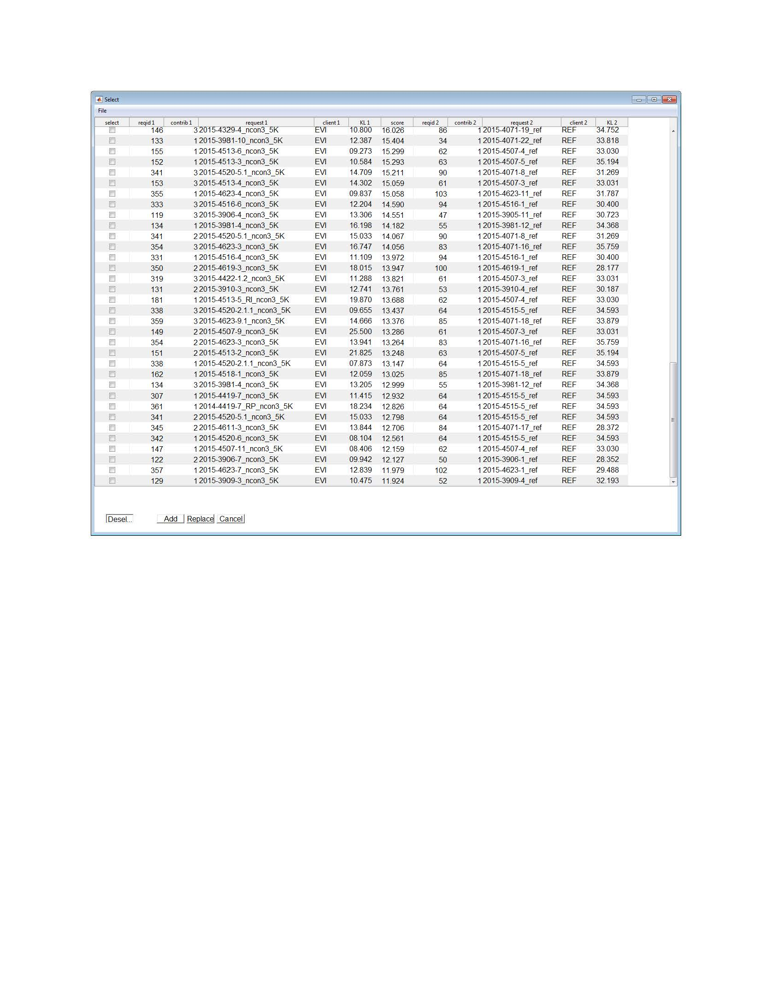 Select
File
select reqid 1 contrib 1 request 1 client 1 KL 1 score reqid 2 contrib 2 request 2 client 2 KL 2
146 3 2015-4329-4_ncon3_5K EVI 10.800 16.026 86 1 2015-4071-19_ref REF 34.752
133 1 2015-3981-10_ncon3_5K EVI 12.387 15.404 34 1 2015-4071-22_ref REF 33.818
155 1 2015-4513-6_ncon3_5K EVI 09.273 15.299 62 1 2015-4507-4_ref REF 33.030
152 1 2015-4513-3_ncon3_5K EVI 10.584 15.293 63 1 2015-4507-5_ref REF 35.194
341 3 2015-4520-5.1_ncon3_5K EVI 14.709 15.211 90 1 2015-4071-8_ref REF 31.269
153 3 2015-4513-4_ncon3_5K EVI 14.302 15.059 61 1 2015-4507-3_ref REF 33.031
355 1 2015-4623-4_ncon3_5K EVI 09.837 15.058 103 1 2015-4623-11_ref REF 31.787
333 3 2015-4516-6_ncon3_5K EVI 12.204 14.590 94 1 2015-4516-1_ref REF 30.400
119 3 2015-3906-4_ncon3_5K EVI 13.306 14.551 47 1 2015-3905-11_ref REF 30.723
134 1 2015-3981-4_ncon3_5K EVI 16.198 14.182 55 1 2015-3981-12_ref REF 34.368
341 2 2015-4520-5.1_ncon3_5K EVI 15.033 14.067 90 1 2015-4071-8_ref REF 31.269
354 3 2015-4623-3_ncon3_5K EVI 16.747 14.056 83 1 2015-4071-16_ref REF 35.759
331 1 2015-4516-4_ncon3_5K EVI 11.109 13.972 94 1 2015-4516-1_ref REF 30.400
350 2 2015-4619-3_ncon3_5K EVI 18.015 13.947 100 1 2015-4619-1_ref REF 28.177
319 3 2015-4422-1.2_ncon3_5K EVI 11.288 13.821 61 1 2015-4507-3_ref REF 33.031
131 2 2015-3910-3_ncon3_5K EVI 12.741 13.761 53 1 2015-3910-4_ref REF 30.187
181 1 2015-4513-5_RI_ncon3_5K EVI 19.870 13.688 62 1 2015-4507-4_ref REF 33.030
338 3 2015-4520-2.1.1_ncon3_5K EVI 09.655 13.437 64 1 2015-4515-5_ref REF 34.593
359 3 2015-4623-9.1_ncon3_5K EVI 14.666 13.376 85 1 2015-4071-18_ref REF 33.879
149 2 2015-4507-9_ncon3_5K EVI 25.500 13.286 61 1 2015-4507-3_ref REF 33.031
354 2 2015-4623-3_ncon3_5K EVI 13.941 13.264 83 1 2015-4071-16_ref REF 35.759
151 2 2015-4513-2_ncon3_5K EVI 21.825 13.248 63 1 2015-4507-5_ref REF 35.194
338 1 2015-4520-2.1.1_ncon3_5K EVI 07.873 13.147 64 1 2015-4515-5_ref REF 34.593
162 1 2015-4518-1_ncon3_5K EVI 12.059 13.025 85 1 2015-4071-18_ref REF 33.879
134 3 2015-3981-4_ncon3_5K EVI 13.205 12.999 55 1 2015-3981-12_ref REF 34.368
307 1 2015-4419-7_ncon3_5K EVI 11.415 12.932 64 1 2015-4515-5_ref REF 34.593
361 1 2014-4419-7_RP_ncon3_5K EVI 18.234 12.826 64 1 2015-4515-5_ref REF 34.593
341 2 2015-4520-5.1_ncon3_5K EVI 15.033 12.798 64 1 2015-4515-5_ref REF 34.593
345 2 2015-4611-3_ncon3_5K EVI 13.844 12.706 84 1 2015-4071-17_ref REF 28.372
342 1 2015-4520-6_ncon3_5K EVI 08.104 12.561 64 1 2015-4515-5_ref REF 34.593
147 1 2015-4507-11_ncon3_5K EVI 08.406 12.159 62 1 2015-4507-4_ref REF 33.030
122 2 2015-3906-7_ncon3_5K EVI 09.942 12.127 50 1 2015-3906-1_ref REF 28.352
357 1 2015-4623-7_ncon3_5K EVI 12.839 11.979 102 1 2015-4623-1_ref REF 29.488
129 1 2015-3909-3_ncon3_5K EVI 10.475 11.924 52 1 2015-3909-4_ref REF 32.193
Desel... Add Replace Cancel